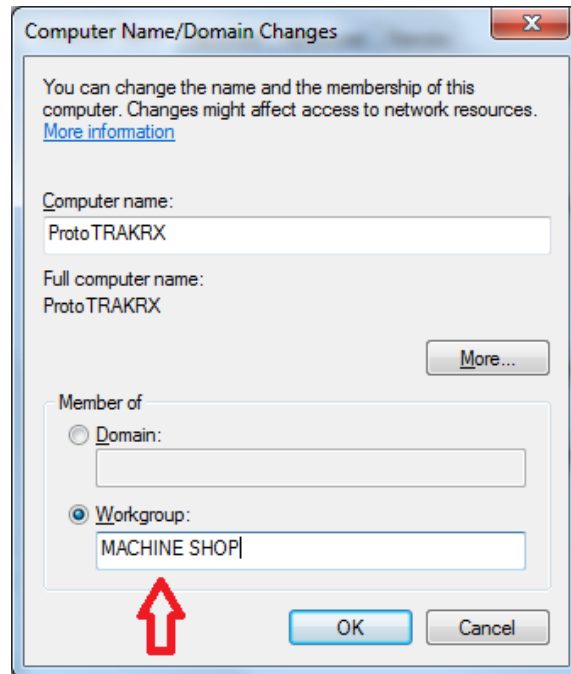 Computer Name/Domain Changes
You can change the name and the membership of this
computer. Changes might affect access to network resources.
More information
Computer name:
ProtoTRAKRX
Full computer name:
ProtoTRAKRX
More...
Member of
Domain:
Workgroup:
MACHINE SHOP
OK
Cancel